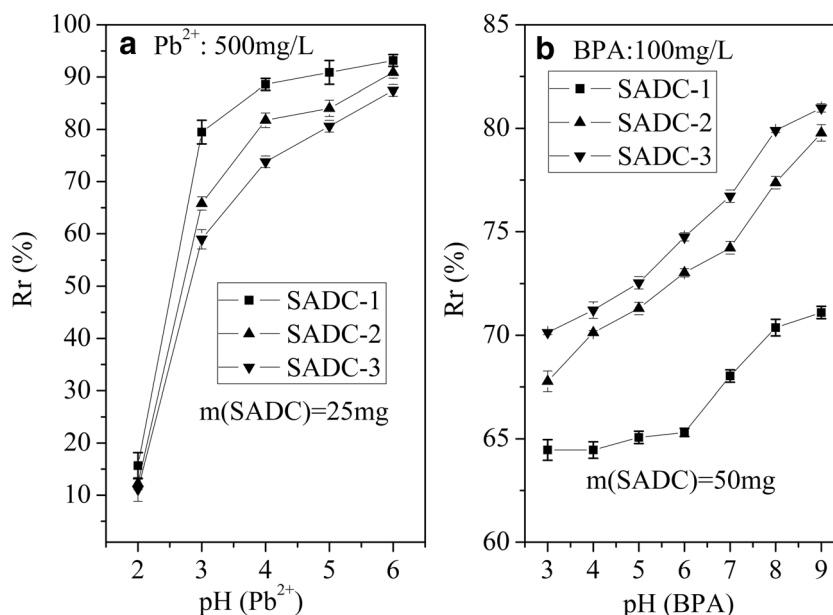 a Pb²⁺: 500mg/L
100
90
80
70
60
50
40
30
20
10
Rr (%)
SADC-1
SADC-2
SADC-3
m(SADC)=25mg
2 3 4 5 6
pH (Pb²⁺)
b BPA:100mg/L
85
80
75
70
65
60
Rr (%)
SADC-1
SADC-2
SADC-3
m(SADC)=50mg
3 4 5 6 7 8 9
pH (BPA)